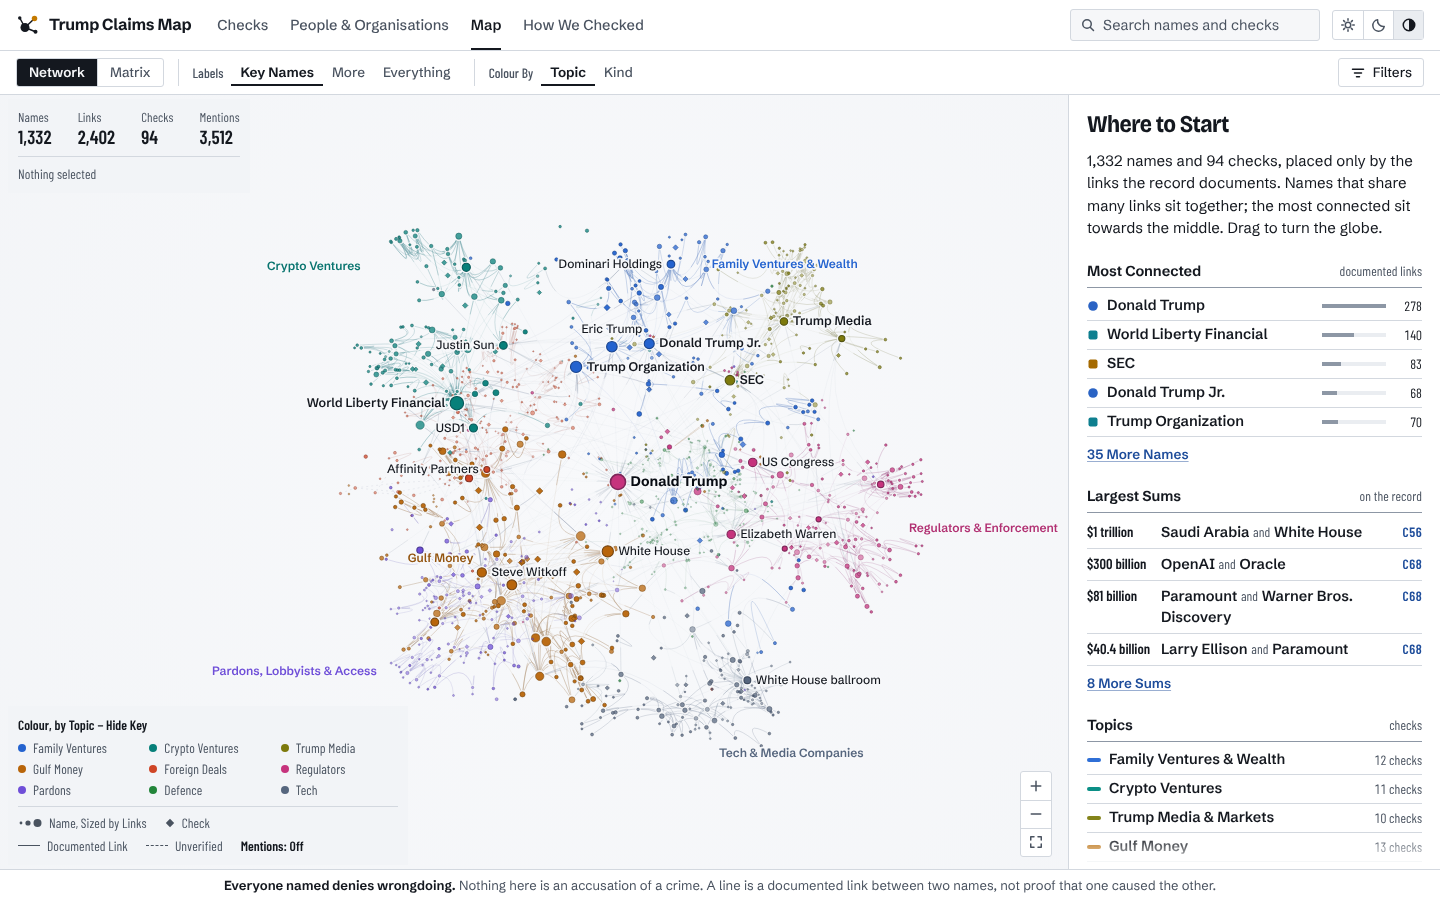 Trump Claims Map
Checks
People & Organisations
Map
How We Checked
Search names and checks
Network
Matrix
Labels
Key Names
More
Everything
Colour By
Topic
Kind
Filters
Names
Links
Checks
Mentions
1,332
2,402
94
3,512
Nothing selected
Crypto Ventures
Dominari Holdings
Family Ventures & Wealth
Trump Media
Eric Trump
Donald Trump Jr.
Justin Sun
Trump Organization
SEC
World Liberty Financial
USD1
Affinity Partners
US Congress
Donald Trump
Regulators & Enforcement
Elizabeth Warren
White House
Gulf Money
Steve Witkoff
Pardons, Lobbyists & Access
White House ballroom
Tech & Media Companies
Colour, by Topic – Hide Key
Family Ventures
Crypto Ventures
Trump Media
Gulf Money
Foreign Deals
Regulators
Pardons
Defence
Tech
Name, Sized by Links
Check
Documented Link
Unverified
Mentions: Off
Where to Start
1,332 names and 94 checks, placed only by the
links the record documents. Names that share
many links sit together; the most connected sit
towards the middle. Drag to turn the globe.
Most Connected
documented links
Donald Trump 278
World Liberty Financial 140
SEC 83
Donald Trump Jr. 68
Trump Organization 70
35 More Names
Largest Sums
on the record
$1 trillion Saudi Arabia and White House C56
$300 billion OpenAI and Oracle C68
$81 billion Paramount and Warner Bros. C68
Discovery
$40.4 billion Larry Ellison and Paramount C68
8 More Sums
Topics
checks
Family Ventures & Wealth 12 checks
Crypto Ventures 11 checks
Trump Media & Markets 10 checks
Gulf Money 13 checks
Everyone named denies wrongdoing. Nothing here is an accusation of a crime. A line is a documented link between two names, not proof that one caused the other.